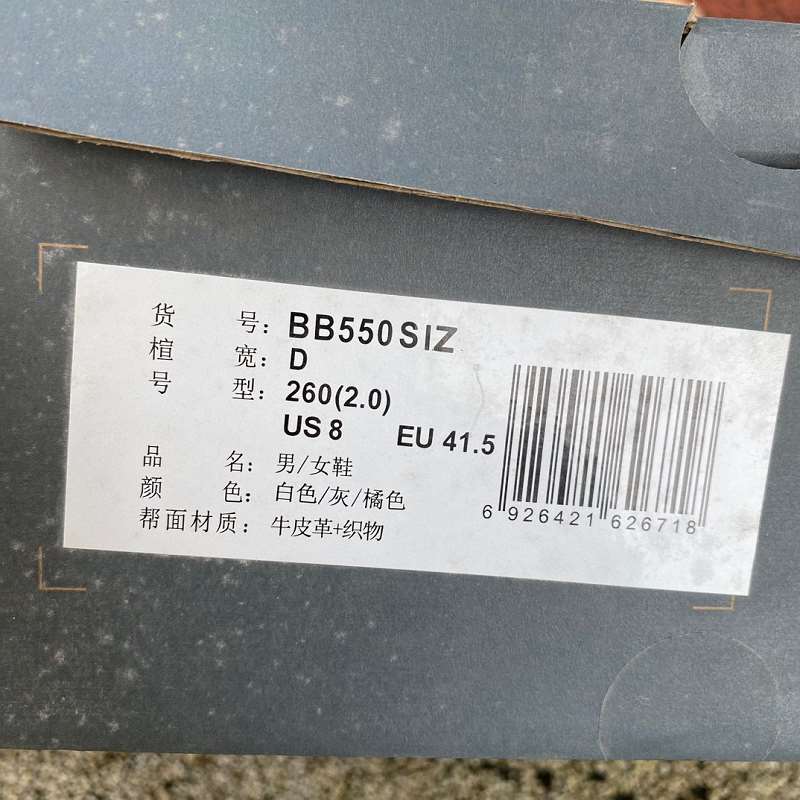 货号：BB550SIZ
楦宽：D
号型：260(2.0)
US 8 EU 41.5
品名：男/女鞋
颜色：白色/灰/橘色
帮面材质：牛皮革+织物
6 926421 626718